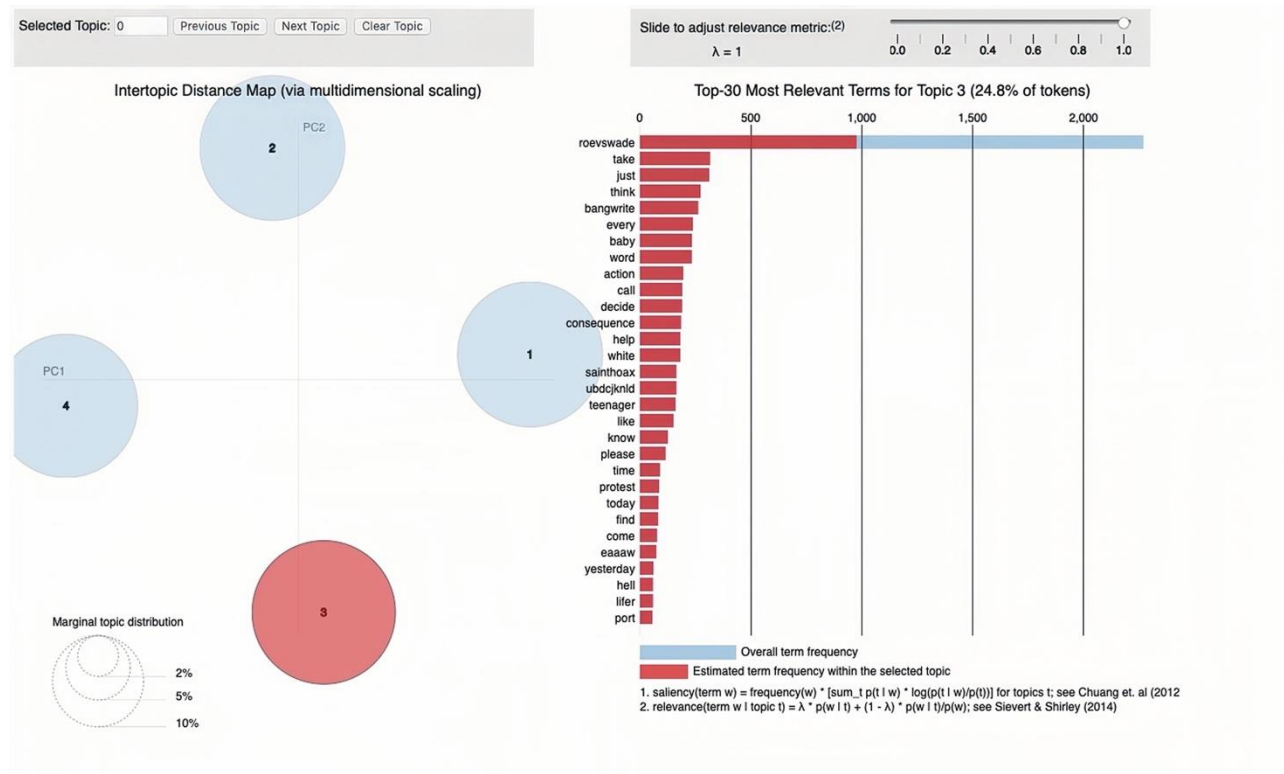 Selected Topic: 0 Previous Topic Next Topic Clear Topic
Slide to adjust relevance metric:(2)
λ = 1
0.0 0.2 0.4 0.6 0.8 1.0
Intertopic Distance Map (via multidimensional scaling)
PC2
2
1
PC1
4
3
Marginal topic distribution
2%
5%
10%
Top-30 Most Relevant Terms for Topic 3 (24.8% of tokens)
0 500 1,000 1,500 2,000
roevswade
take
just
think
bangwrite
every
baby
word
action
call
decide
consequence
help
white
sainthoax
ubdcjknld
teenager
like
know
please
time
protest
today
find
come
eaaaw
yesterday
hell
lifer
port
Overall term frequency
Estimated term frequency within the selected topic
1. saliency(term w) = frequency(w) * [sum_t p(t | w) * log(p(t | w)/p(t))] for topics t; see Chuang et. al (2012
2. relevance(term w | topic t) = λ * p(w | t) + (1 - λ) * p(w | t)/p(w); see Sievert & Shirley (2014)